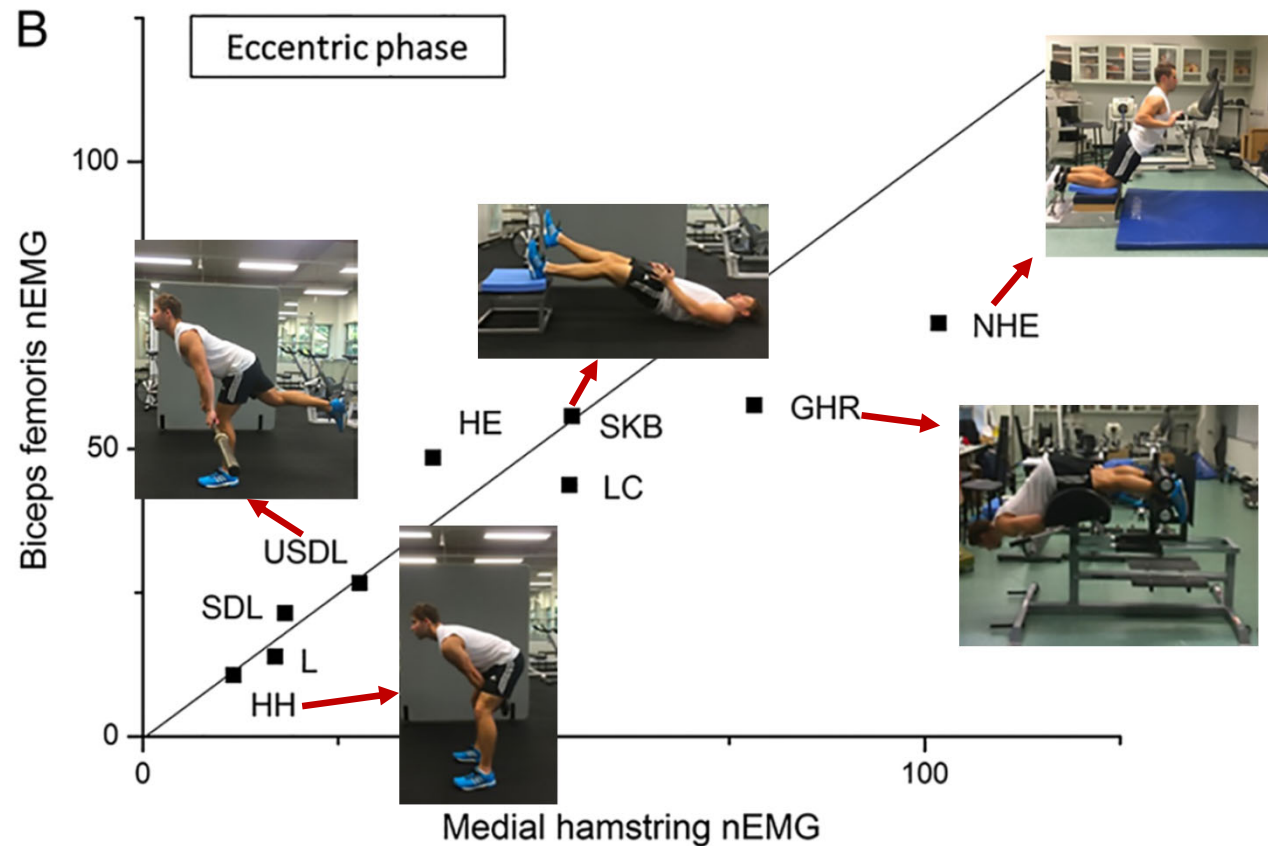 B
Eccentric phase
100
NHE
GHR
HE
SKB
50
LC
USDL
SDL
L
HH
0
0
100
Biceps femoris nEMG
Medial hamstring nEMG